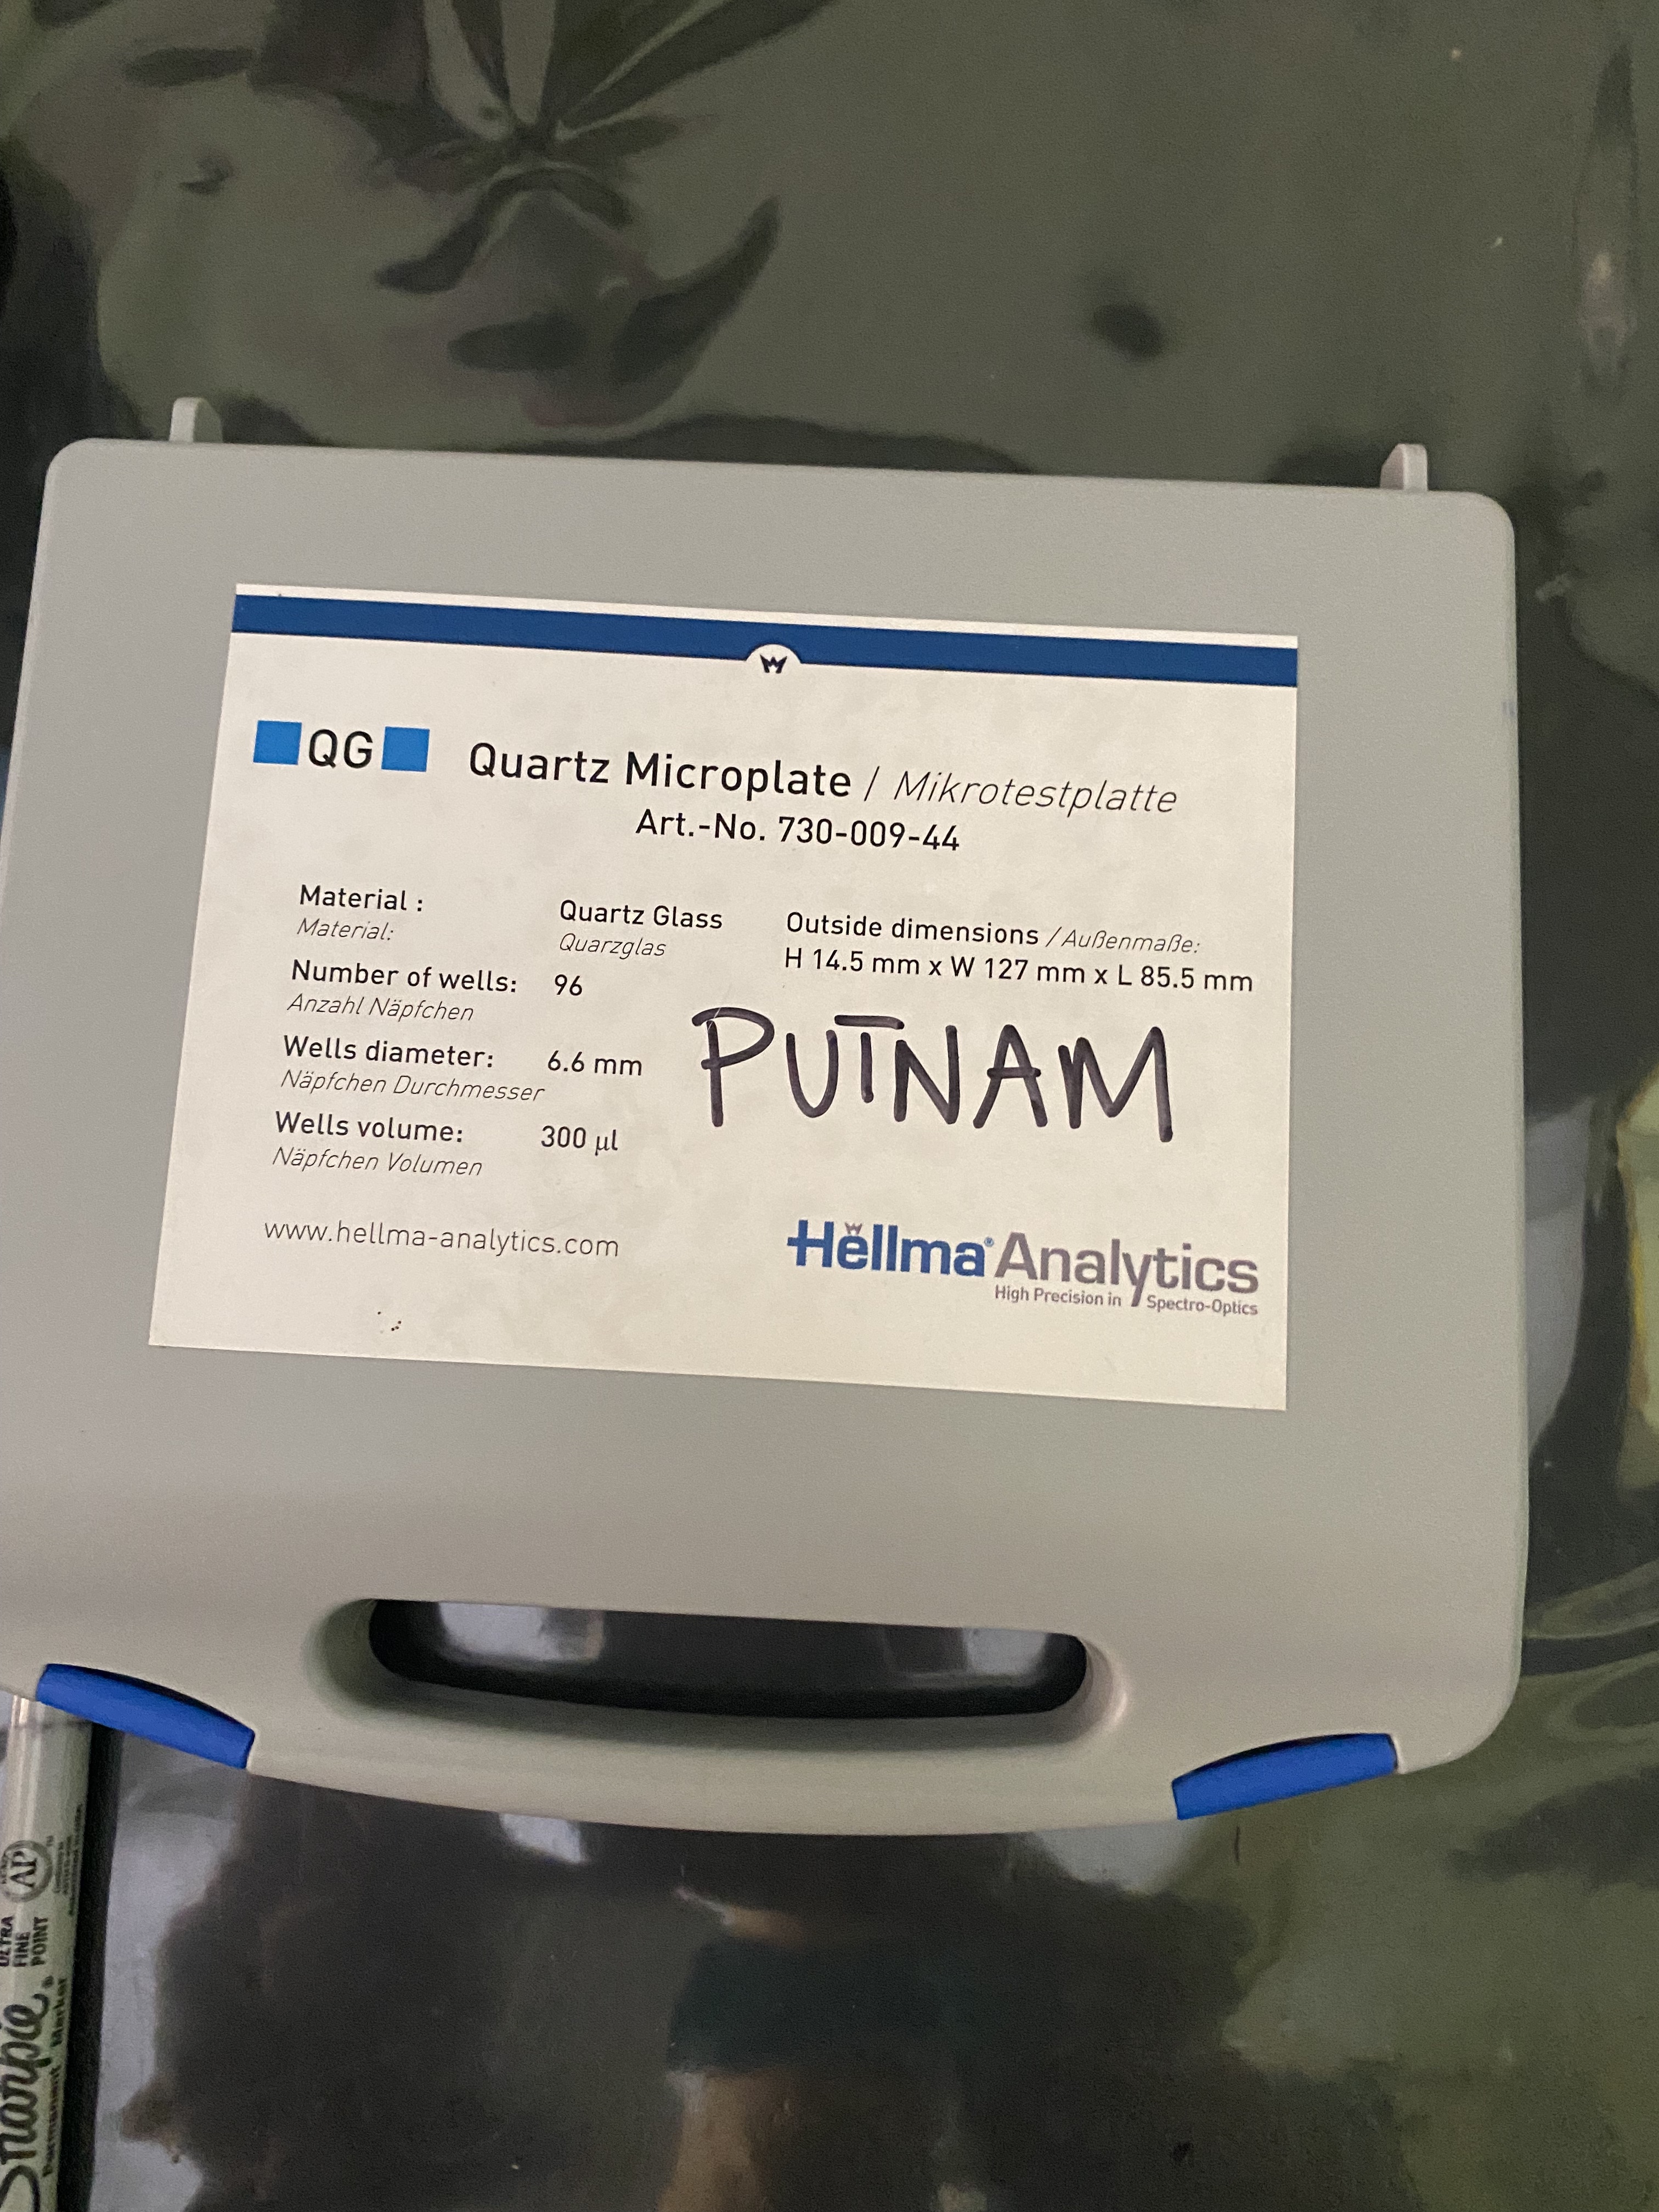 QG Quartz Microplate / Mikrotestplatte
Art.-No. 730-009-44
Material : Quartz Glass
Material: Quarzglas
Number of wells: 96
Anzahl Näpfchen
Wells diameter: 6.6 mm
Näpfchen Durchmesser
Wells volume: 300 µl
Näpfchen Volumen
Outside dimensions / Außenmaße:
H 14.5 mm x W 127 mm x L 85.5 mm
PUTNAM
www.hellma-analytics.com
Hellma® Analytics
High Precision in Spectro-Optics
AP
ULTRA
FINE
POINT
Sharpie®
Permanent Marker